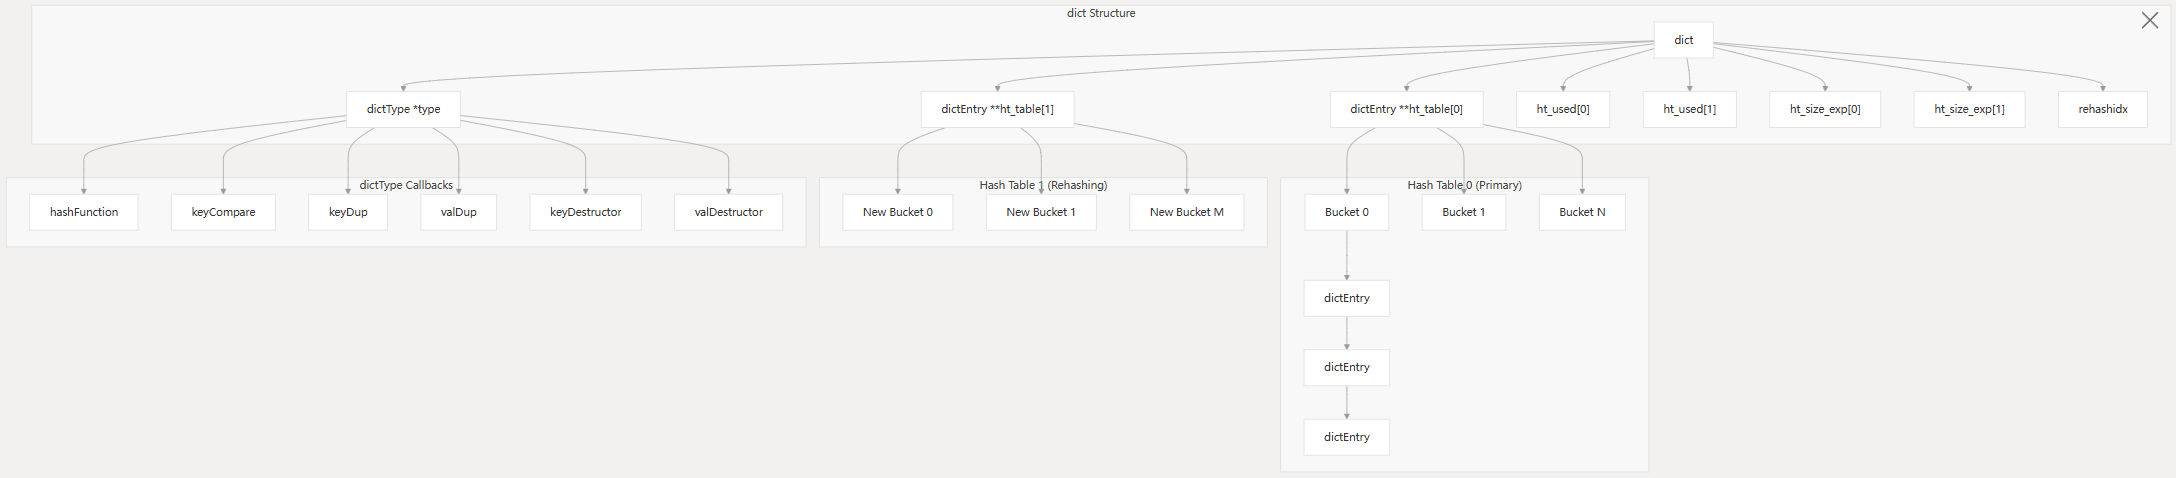 dict Structure
dict
dictType *type
dictEntry **ht_table[1]
dictEntry **ht_table[0]
ht_used[0]
ht_used[1]
ht_size_exp[0]
ht_size_exp[1]
rehashidx
dictType Callbacks
hashFunction
keyCompare
keyDup
valDup
keyDestructor
valDestructor
Hash Table 1 (Rehashing)
New Bucket 0
New Bucket 1
New Bucket M
Hash Table 0 (Primary)
Bucket 0
Bucket 1
Bucket N
dictEntry
dictEntry
dictEntry